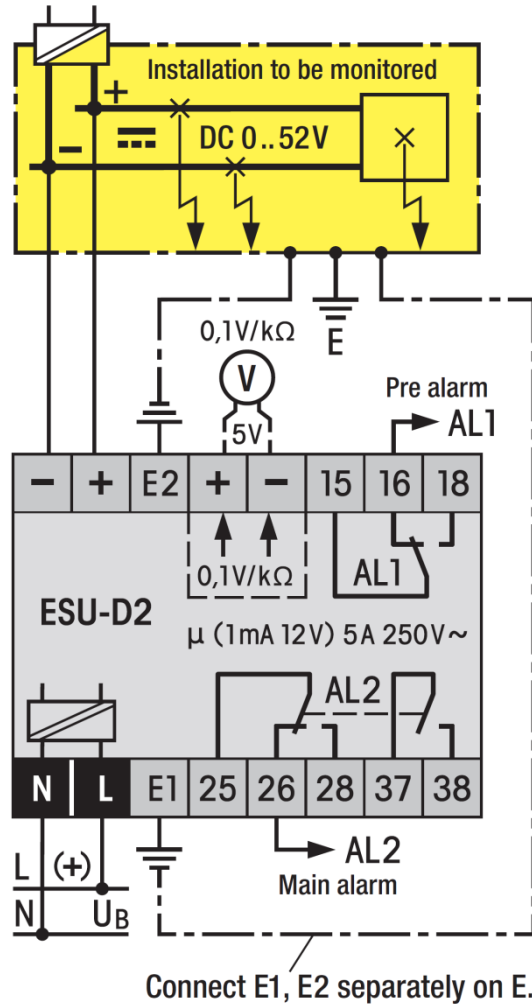 Installation to be monitored
+
− DC 0..52V
0,1V/kΩ
E
V
5V
Pre alarm
AL1
− + E2 + − 15 16 18
0,1V/kΩ
AL1
ESU-D2
μ (1mA 12V) 5A 250V~
AL2
N L E1 25 26 28 37 38
L (+)
N UB
AL2
Main alarm
Connect E1, E2 separately on E.